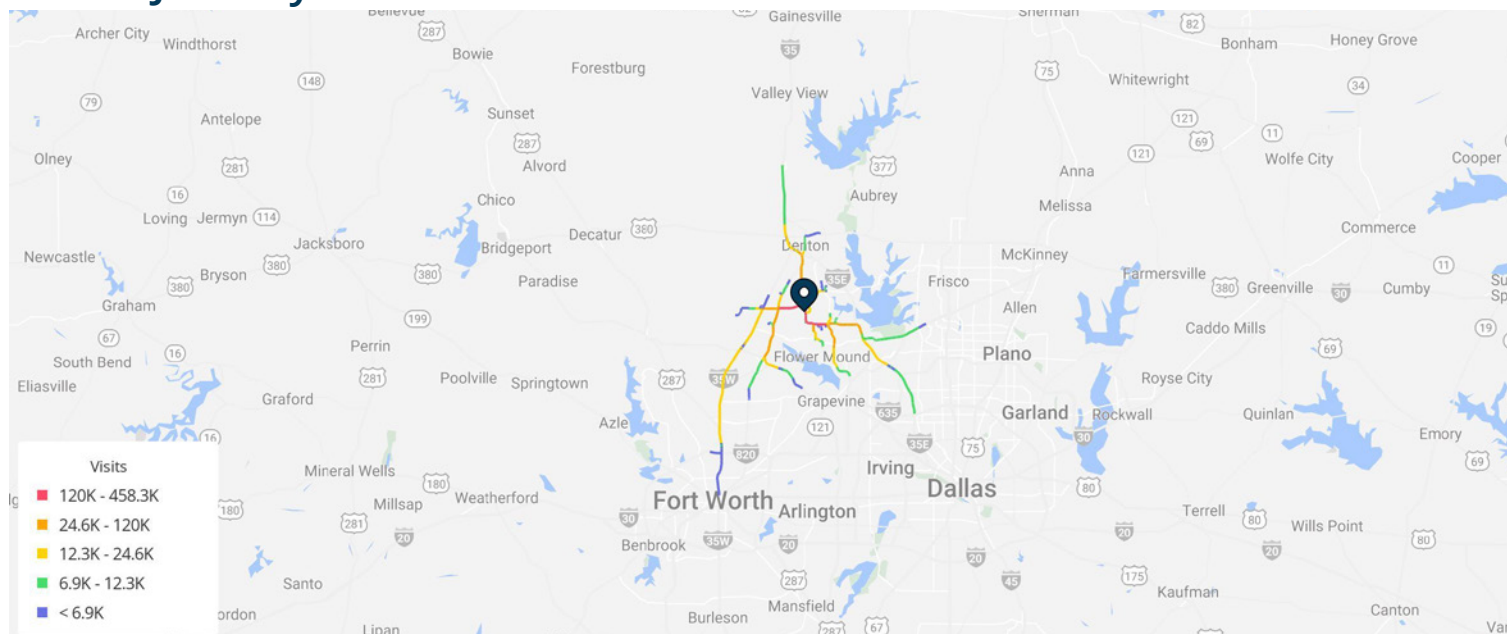 Bellevue
Gainesville
Sherman
82
Archer City
Windthorst
287
Bowie
35
Bonham
Honey Grove
Forestburg
148
75
Whitewright
34
79
Valley View
Sunset
Antelope
287
121
69
11
Olney
281
Alvord
377
121
Wolfe City
Cooper
Anna
16
Chico
Aubrey
Loving
Jermyn
114
Melissa
Commerce
Decatur
380
Denton
Jacksboro
Bridgeport
McKinney
Newcastle
380
Bryson
380
Paradise
35E
Frisco
Farmersville
11
380
Greenville
30
Cumby
Graham
Allen
199
Caddo Mills
19
67
South Bend
16
Perrin
Flower Mound
Plano
69
Eliasville
281
Poolville
Springtown
287
35W
Royse City
Graford
Grapevine
635
Garland
Rockwall
Quinlan
Azle
121
16
35E
75
30
Emory
820
69
Visits
Mineral Wells
Irving
120K - 458.3K
180
180
Weatherford
Fort Worth
Dallas
80
24.6K - 120K
Millsap
Arlington
Terrell
281
30
80
Wills Point
12.3K - 24.6K
20
Benbrook
35W
20
20
20
80
6.9K - 12.3K
Santo
287
45
175
Kaufman
< 6.9K
Mansfield
Canton
Burleson
Lipan
287
67